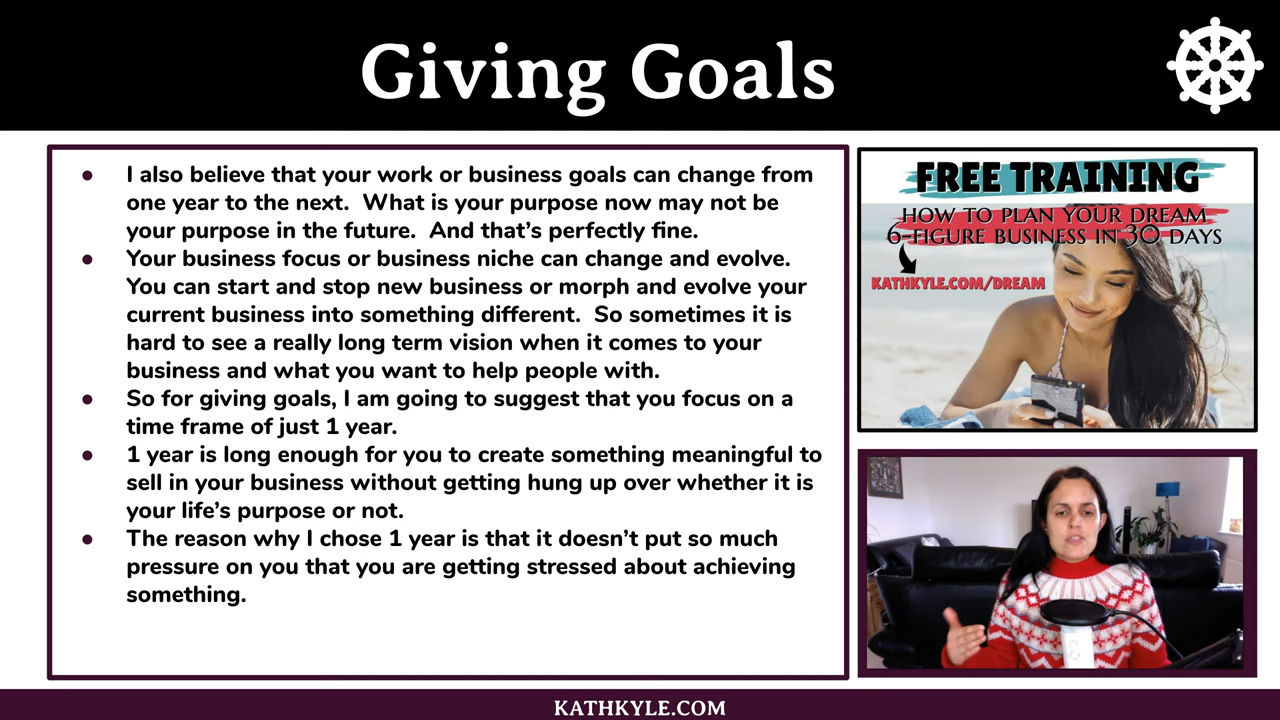 Giving Goals
● I also believe that your work or business goals can change from
one year to the next.  What is your purpose now may not be
your purpose in the future.  And that's perfectly fine.
● Your business focus or business niche can change and evolve.
You can start and stop new business or morph and evolve your
current business into something different.  So sometimes it is
hard to see a really long term vision when it comes to your
business and what you want to help people with.
● So for giving goals, I am going to suggest that you focus on a
time frame of just 1 year.
● 1 year is long enough for you to create something meaningful to
sell in your business without getting hung up over whether it is
your life's purpose or not.
● The reason why I chose 1 year is that it doesn't put so much
pressure on you that you are getting stressed about achieving
something.
FREE TRAINING
HOW TO PLAN YOUR DREAM
6-FIGURE BUSINESS IN 30 DAYS
KATHKYLE.COM/DREAM
KATHKYLE.COM